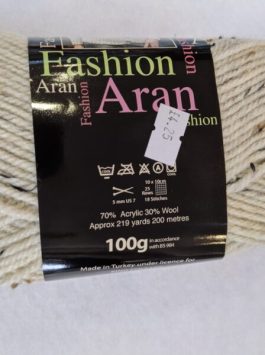 Fashion
Fashion
Aran
Fashion
Aran
Fashion
£4.25
10 x 10cm
25
Rows
18 Stitches
5 mm US 7
70% Acrylic 30% Wool
Approx 219 yards 200 metres
100g in accordance
with BS 984
Made in Turkey under licence for